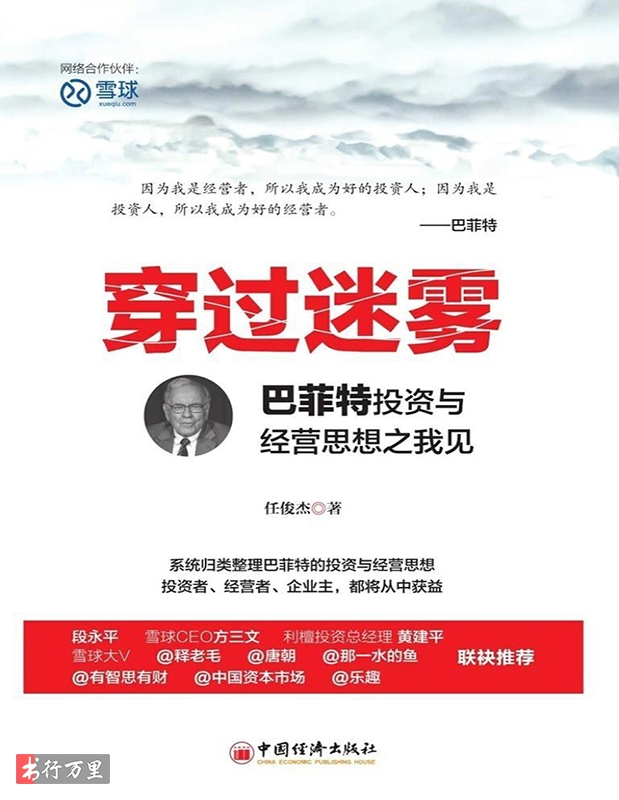 网络合作伙伴:
雪球
xueqiu.com
因为我是经营者，所以我成为好的投资人；因为我是
投资人，所以我成为好的经营者。
——巴菲特
穿过迷雾
巴菲特投资与
经营思想之我见
任俊杰◎著
系统归类整理巴菲特的投资与经营思想
投资者、经营者、企业主，都将从中获益
段永平 雪球CEO方三文 利檀投资总经理 黄建平
雪球大V @释老毛 @唐朝 @那一水的鱼
联袂推荐
@有智思有财 @中国资本市场 @乐趣
中国经济出版社
CHINA ECONOMIC PUBLISHING HOUSE
书行万里